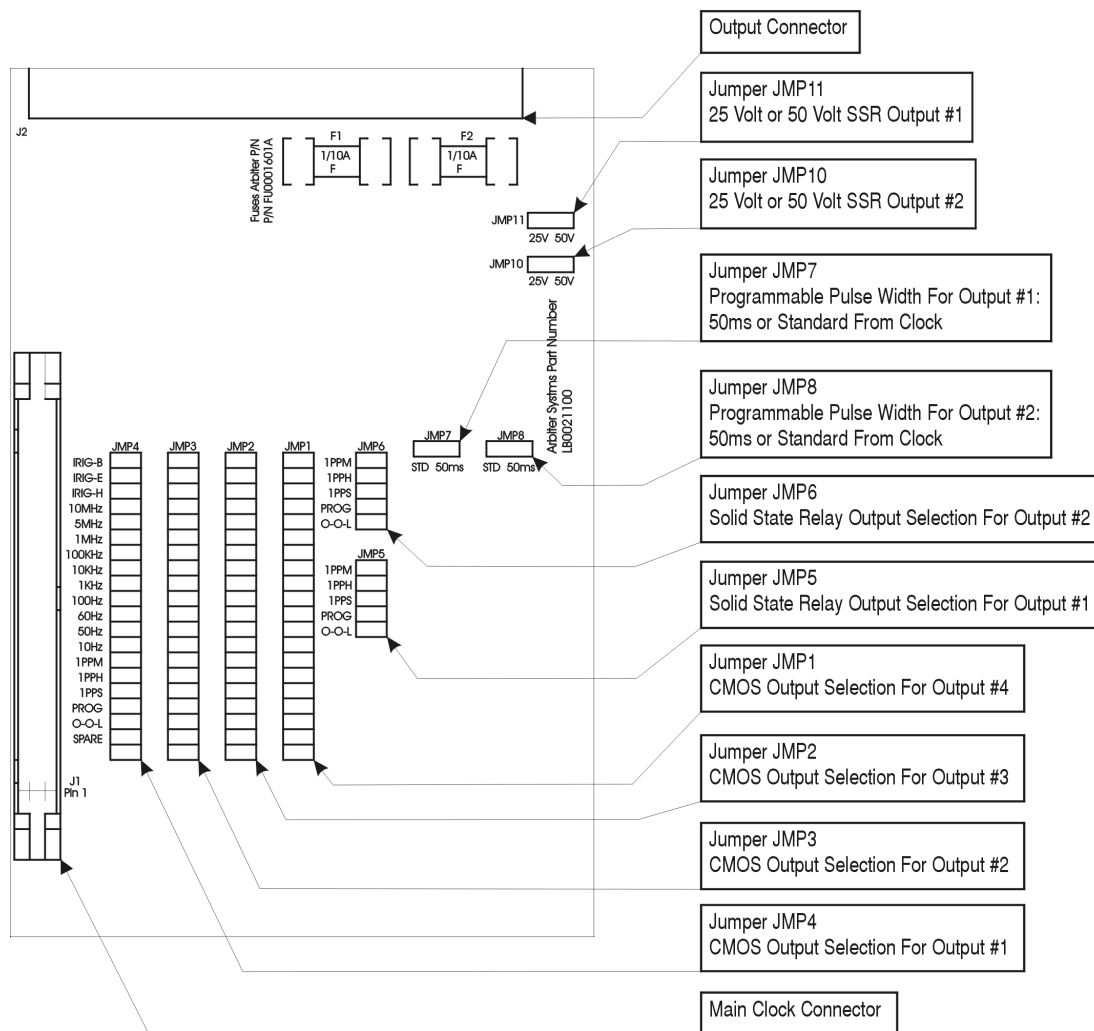 Output Connector
Jumper JMP11
25 Volt or 50 Volt SSR Output #1
Jumper JMP10
25 Volt or 50 Volt SSR Output #2
Jumper JMP7
Programmable Pulse Width For Output #1:
50ms or Standard From Clock
Jumper JMP8
Programmable Pulse Width For Output #2:
50ms or Standard From Clock
Jumper JMP6
Solid State Relay Output Selection For Output #2
Jumper JMP5
Solid State Relay Output Selection For Output #1
Jumper JMP1
CMOS Output Selection For Output #4
Jumper JMP2
CMOS Output Selection For Output #3
Jumper JMP3
CMOS Output Selection For Output #2
Jumper JMP4
CMOS Output Selection For Output #1
Main Clock Connector
J2
Fuses Arbiter P/N
P/N FU0001601A
F1
1/10A
F
F2
1/10A
F
JMP11
25V 50V
JMP10
25V 50V
Arbiter Systms Part Number
LB0021100
JMP7
STD 50ms
JMP8
STD 50ms
JMP4
JMP3
JMP2
JMP1
IRIG-B
IRIG-E
IRIG-H
10MHz
5MHz
1MHz
100KHz
10KHz
1KHz
100Hz
60Hz
50Hz
10Hz
1PPM
1PPH
1PPS
PROG
O-O-L
SPARE
JMP6
1PPM
1PPH
1PPS
PROG
O-O-L
JMP5
1PPM
1PPH
1PPS
PROG
O-O-L
J1
Pin 1